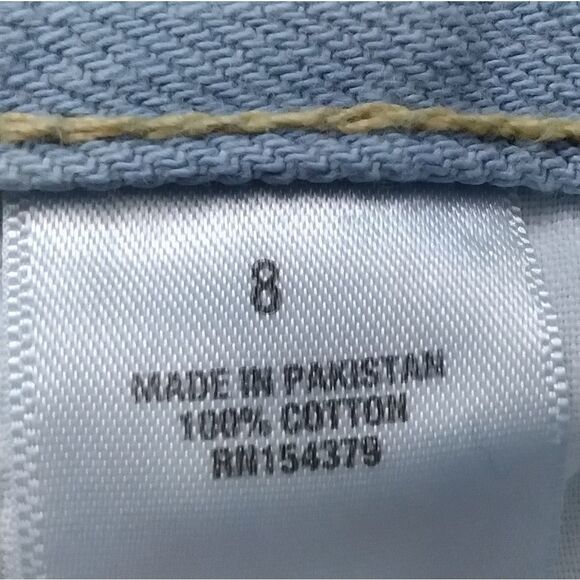 8
MADE IN PAKISTAN
100% COTTON
RN154379